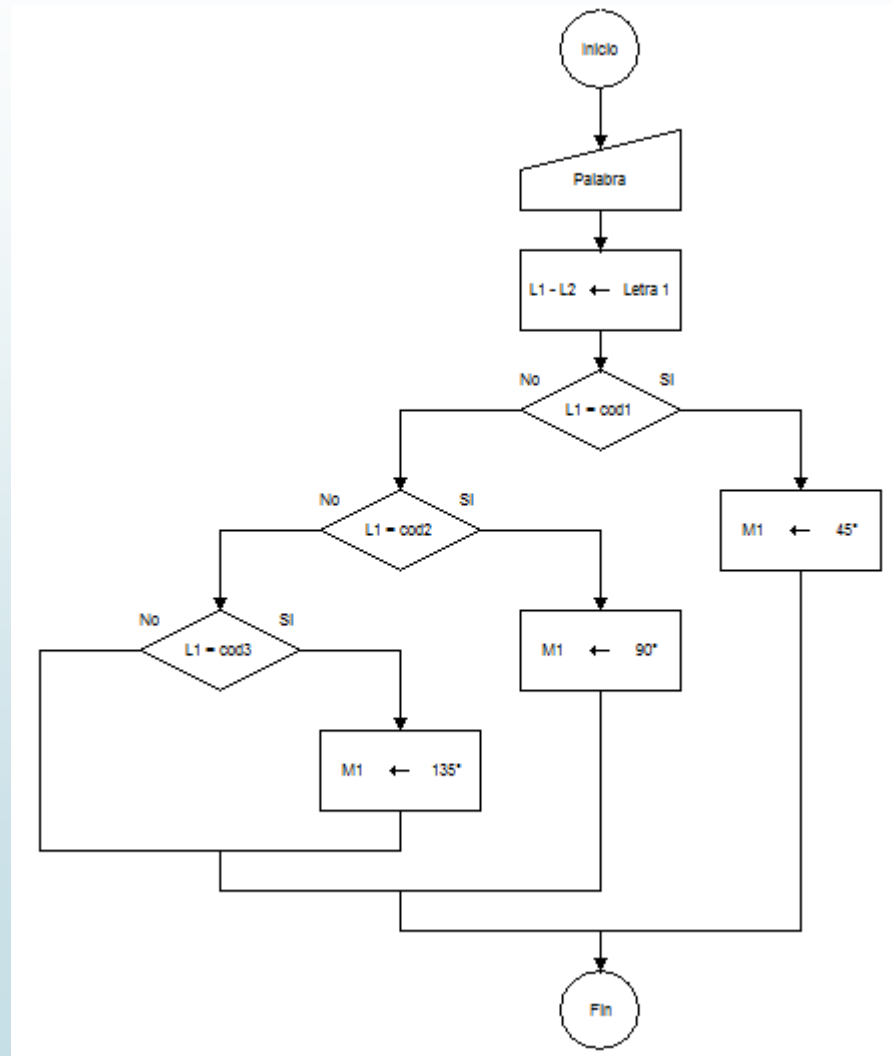 Inicio
Palabra
L1 - L2 ← Letra 1
No SI
L1 = cod1
No SI
L1 = cod2
M1 ← 45°
No SI
L1 = cod3
M1 ← 90°
M1 ← 135°
Fin